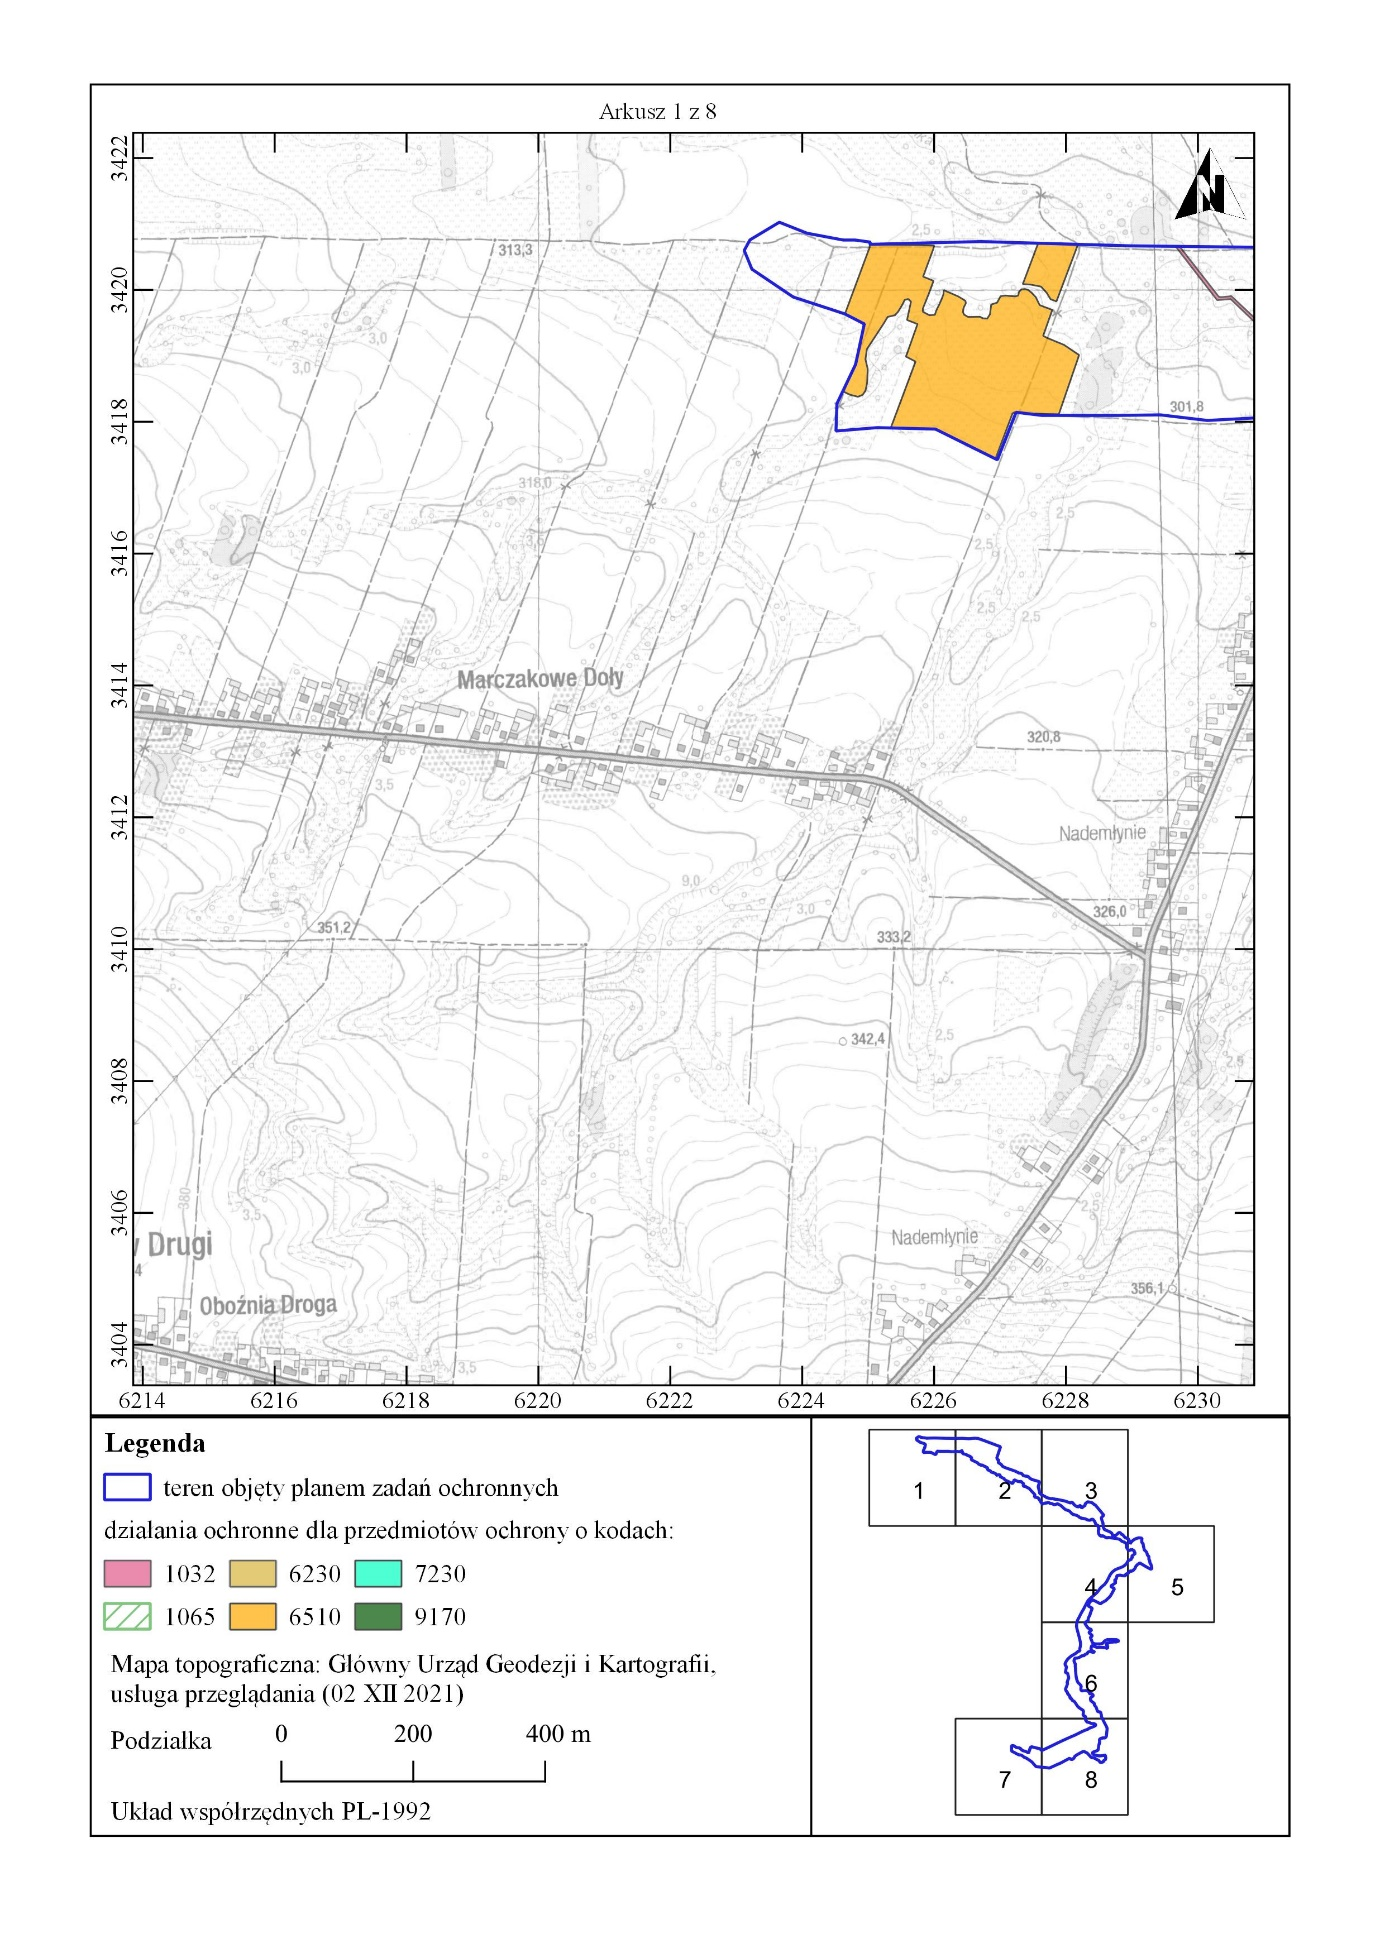 Arkusz 1 z 8
N
3422
3420
3418
3416
3414
3412
3410
3408
3406
3404
2,5
313,3
3,0
3,0
301,8
318,0
2,5
2,5
2,5
2,5
Marczakowe Doły
320,8
3,5
Nademłynie
9,0
3,0
326,0
351,2
333,2
2,5
342,4
2,5
380
3,5
2,5
Nademłynie
Drugi
4
356,1
Oboźnia Droga
3,5
6214 6216 6218 6220 6222 6224 6226 6228 6230
Legenda
teren objęty planem zadań ochronnych
działania ochronne dla przedmiotów ochrony o kodach:
1032 6230 7230
1065 6510 9170
Mapa topograficzna: Główny Urząd Geodezji i Kartografii,
usługa przeglądania (02 XII 2021)
Podziałka 0 200 400 m
Układ współrzędnych PL-1992
1 2 3
4 5
6
7 8